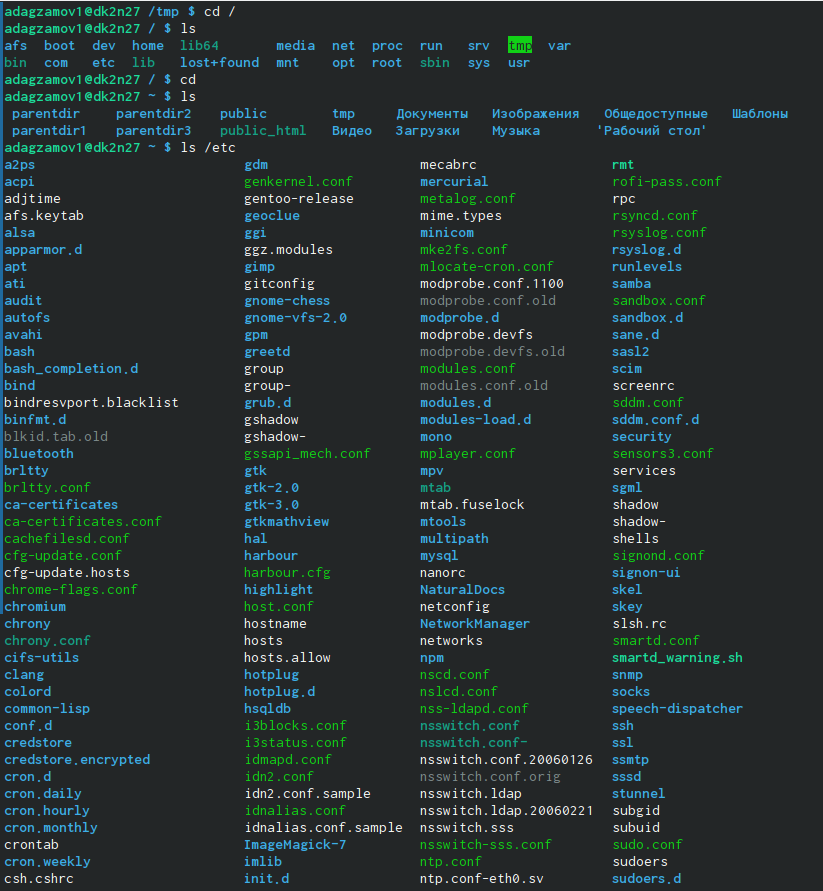 adagzamov1@dk2n27 /tmp $ cd /
adagzamov1@dk2n27 / $ ls
afs boot dev home lib64 media net proc run srv tmp var
bin com etc lib lost+found mnt opt root sbin sys usr
adagzamov1@dk2n27 / $ cd
adagzamov1@dk2n27 ~ $ ls
parentdir parentdir2 public tmp Документы Изображения Общедоступные Шаблоны
parentdir1 parentdir3 public_html Видео Загрузки Музыка 'Рабочий стол'
adagzamov1@dk2n27 ~ $ ls /etc
a2ps gdm mecabrc rmt
acpi genkernel.conf mercurial rofi-pass.conf
adjtime gentoo-release metalog.conf rpc
afs.keytab geoclue mime.types rsyncd.conf
alsa ggi minicom rsyslog.conf
apparmor.d ggz.modules mke2fs.conf rsyslog.d
apt gimp mlocate-cron.conf runlevels
ati gitconfig modprobe.conf.1100 samba
audit gnome-chess modprobe.conf.old sandbox.conf
autofs gnome-vfs-2.0 modprobe.d sandbox.d
avahi gpm modprobe.devfs sane.d
bash greetd modprobe.devfs.old sasl2
bash_completion.d group modules.conf scim
bind group- modules.conf.old screenrc
bindresvport.blacklist grub.d modules.d sddm.conf
binfmt.d gshadow modules-load.d sddm.conf.d
blkid.tab.old gshadow- mono security
bluetooth gssapi_mech.conf mplayer.conf sensors3.conf
brltty gtk mpv services
brltty.conf gtk-2.0 mtab sgml
ca-certificates gtk-3.0 mtab.fuselock shadow
ca-certificates.conf gtkmathview mtools shadow-
cachefilesd.conf hal multipath shells
cfg-update.conf harbour mysql signond.conf
cfg-update.hosts harbour.cfg nanorc signon-ui
chrome-flags.conf highlight NaturalDocs skel
chromium host.conf netconfig skey
chrony hostname NetworkManager slsh.rc
chrony.conf hosts networks smartd.conf
cifs-utils hosts.allow npm smartd_warning.sh
clang hotplug nscd.conf snmp
colord hotplug.d nslcd.conf socks
common-lisp hsqldb nss-ldapd.conf speech-dispatcher
conf.d i3blocks.conf nsswitch.conf ssh
credstore i3status.conf nsswitch.conf- ssl
credstore.encrypted idmapd.conf nsswitch.conf.20060126 ssmtp
cron.d idn2.conf nsswitch.conf.orig sssd
cron.daily idn2.conf.sample nsswitch.ldap stunnel
cron.hourly idnalias.conf nsswitch.ldap.20060221 subgid
cron.monthly idnalias.conf.sample nsswitch.sss subuid
crontab ImageMagick-7 nsswitch-sss.conf sudo.conf
cron.weekly imlib ntp.conf sudoers
csh.cshrc init.d ntp.conf-eth0.sv sudoers.d